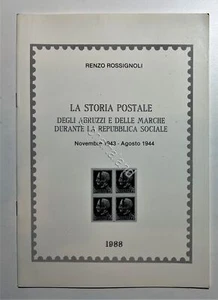 RENZO ROSSIGNOLI
LA STORIA POSTALE
DEGLI ABRUZZI E DELLE MARCHE
DURANTE LA REPUBBLICA SOCIALE
Novembre 1943 - Agosto 1944
1988